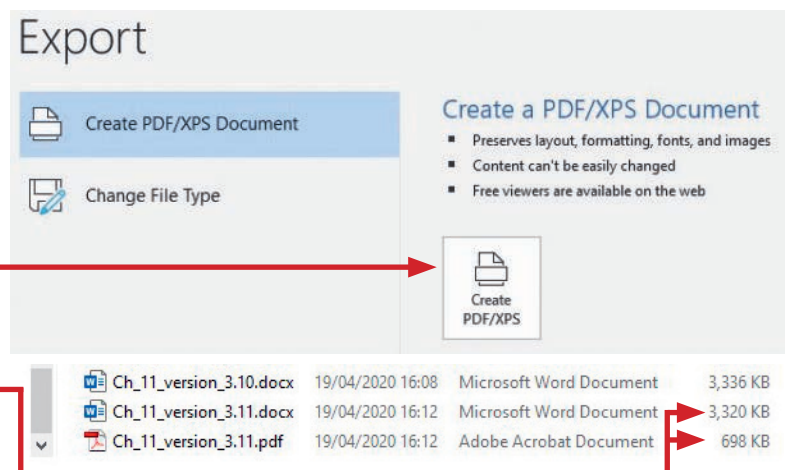 Export
Create PDF/XPS Document
Change File Type
Create a PDF/XPS Document
Preserves layout, formatting, fonts, and images
Content can't be easily changed
Free viewers are available on the web
Create
PDF/XPS
Ch_11_version_3.10.docx 19/04/2020 16:08 Microsoft Word Document 3,336 KB
Ch_11_version_3.11.docx 19/04/2020 16:12 Microsoft Word Document 3,320 KB
Ch_11_version_3.11.pdf 19/04/2020 16:12 Adobe Acrobat Document 698 KB